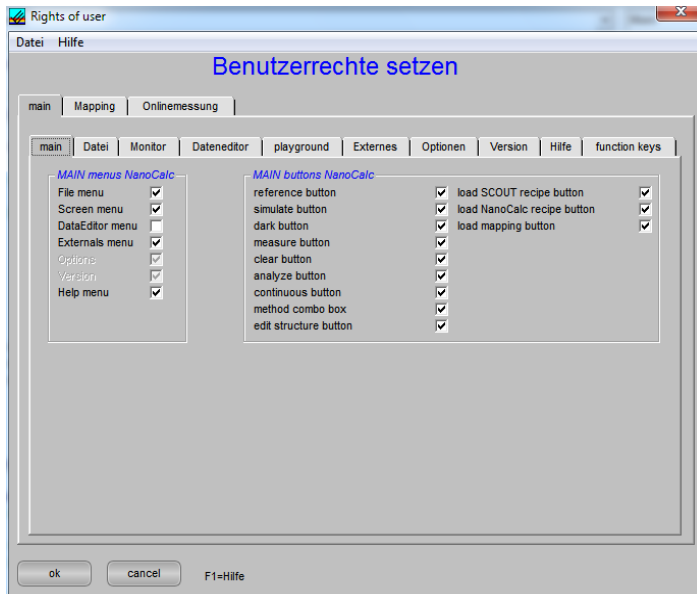 Rights of user
Datei Hilfe
Benutzerrechte setzen
main Mapping Onlinemessung
main Datei Monitor Dateneditor playground Externes Optionen Version Hilfe function keys
MAIN menus NanoCalc
File menu
Screen menu
DataEditor menu
Externals menu
Options
Version
Help menu
MAIN buttons NanoCalc
reference button
simulate button
dark button
measure button
clear button
analyze button
continuous button
method combo box
edit structure button
load SCOUT recipe button
load NanoCalc recipe button
load mapping button
ok cancel F1=Hilfe